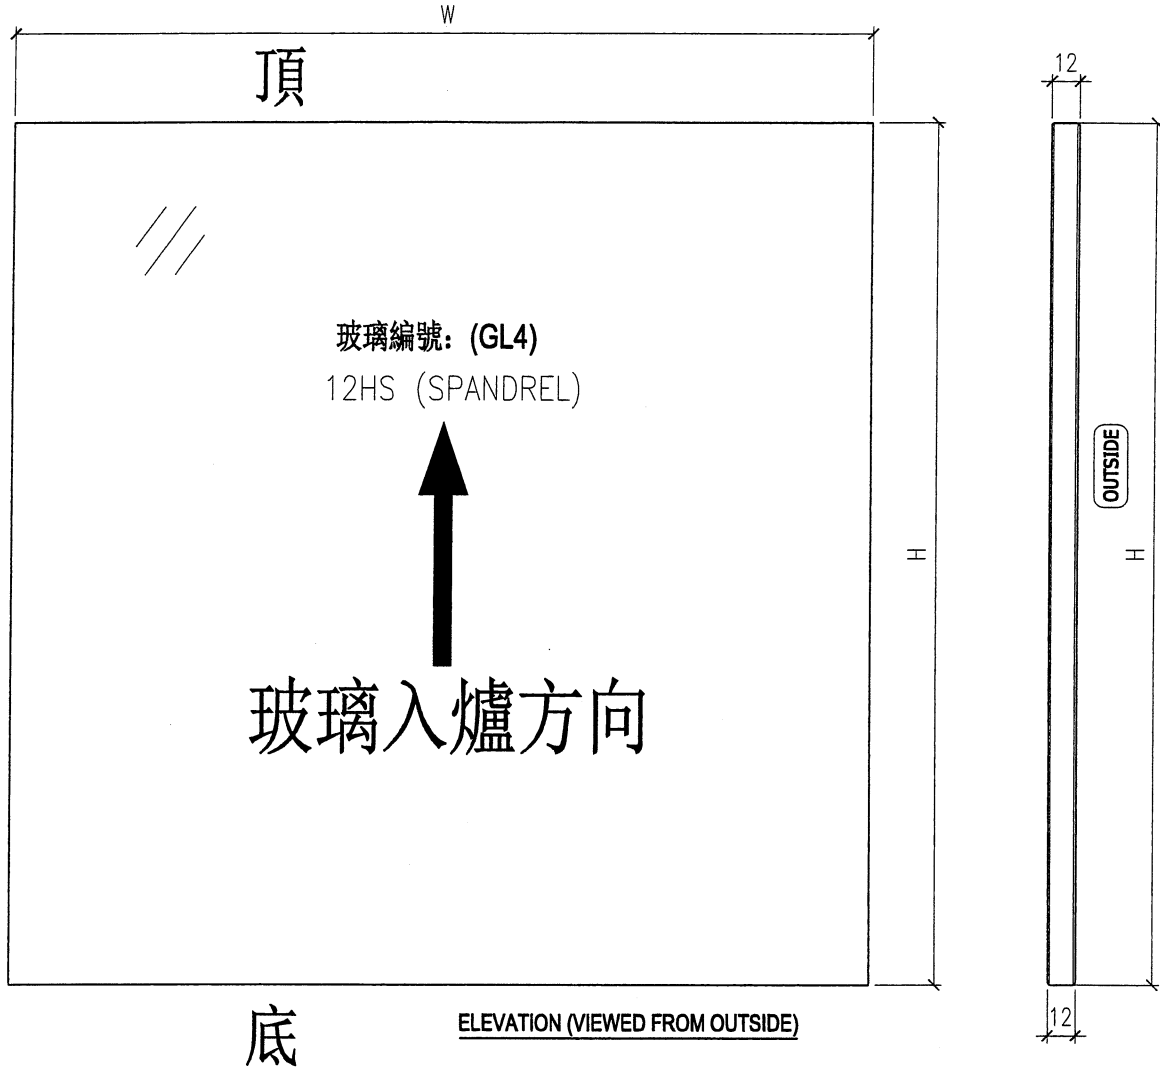 W
頂
12
玻璃編號：(GL4)
12HS (SPANDREL)
OUTSIDE
H
H
玻璃入爐方向
底
ELEVATION (VIEWED FROM OUTSIDE)
12